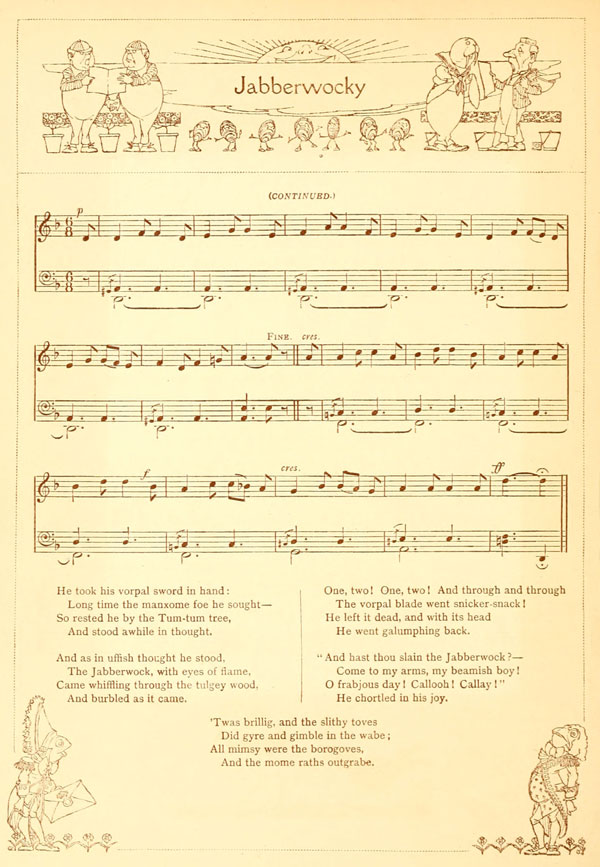 Jabberwocky
(CONTINUED.)
p
FINE. cres.
f
cres.
ff
He took his vorpal sword in hand:
Long time the manxome foe he sought—
So rested he by the Tum-tum tree,
And stood awhile in thought.
And as in uffish thought he stood,
The Jabberwock, with eyes of flame,
Came whiffling through the tulgey wood,
And burbled as it came.
One, two! One, two! And through and through
The vorpal blade went snicker-snack!
He left it dead, and with its head
He went galumphing back.
“And hast thou slain the Jabberwock?—
Come to my arms, my beamish boy!
O frabjous day! Callooh! Callay!”
He chortled in his joy.
’Twas brillig, and the slithy toves
Did gyre and gimble in the wabe;
All mimsy were the borogoves,
And the mome raths outgrabe.